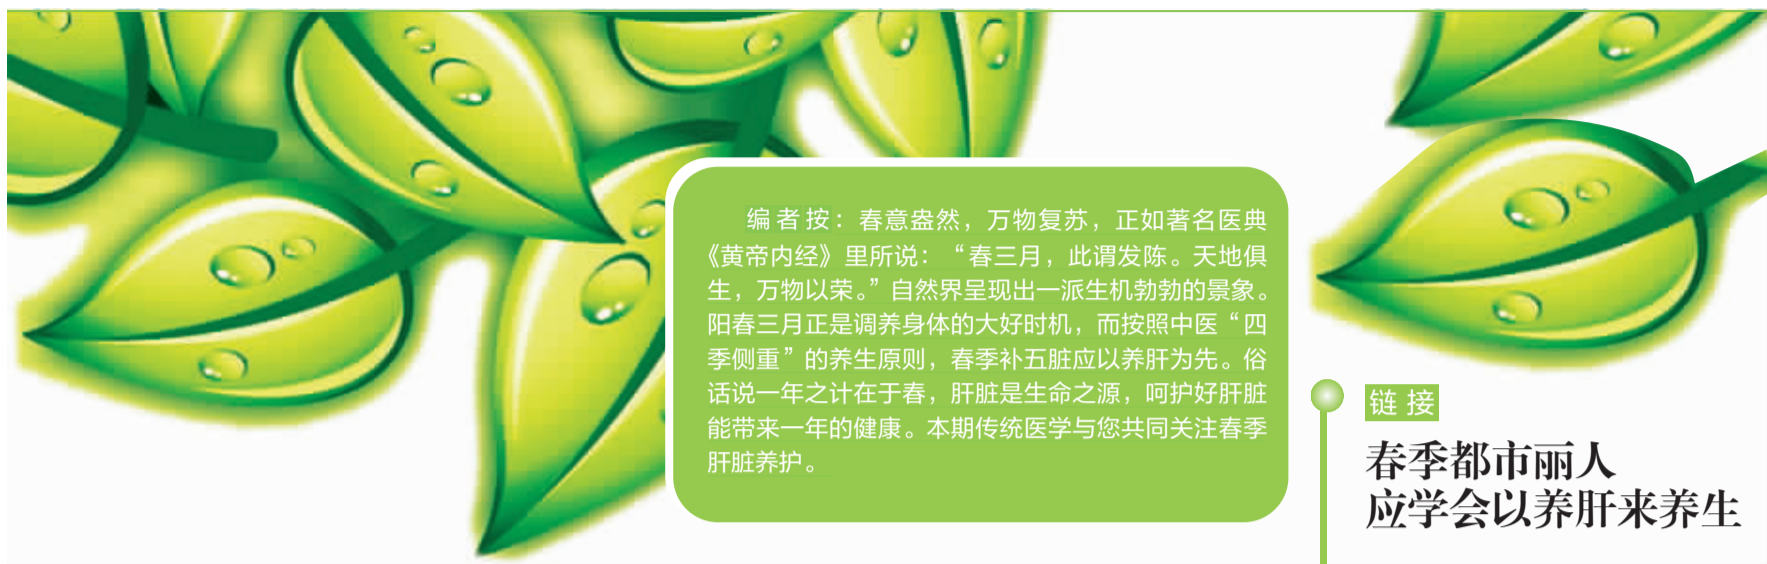 编者按：春意盎然，万物复苏，正如著名医典
《黄帝内经》里所说：“春三月，此谓发陈。天地俱
生，万物以荣。”自然界呈现出一派生机勃勃的景象。
阳春三月正是调养身体的大好时机，而按照中医“四
季侧重”的养生原则，春季补五脏应以养肝为先。俗
话说一年之计在于春，肝脏是生命之源，呵护好肝脏
能带来一年的健康。本期传统医学与您共同关注春季
肝脏养护。
链接
春季都市丽人
应学会以养肝来养生